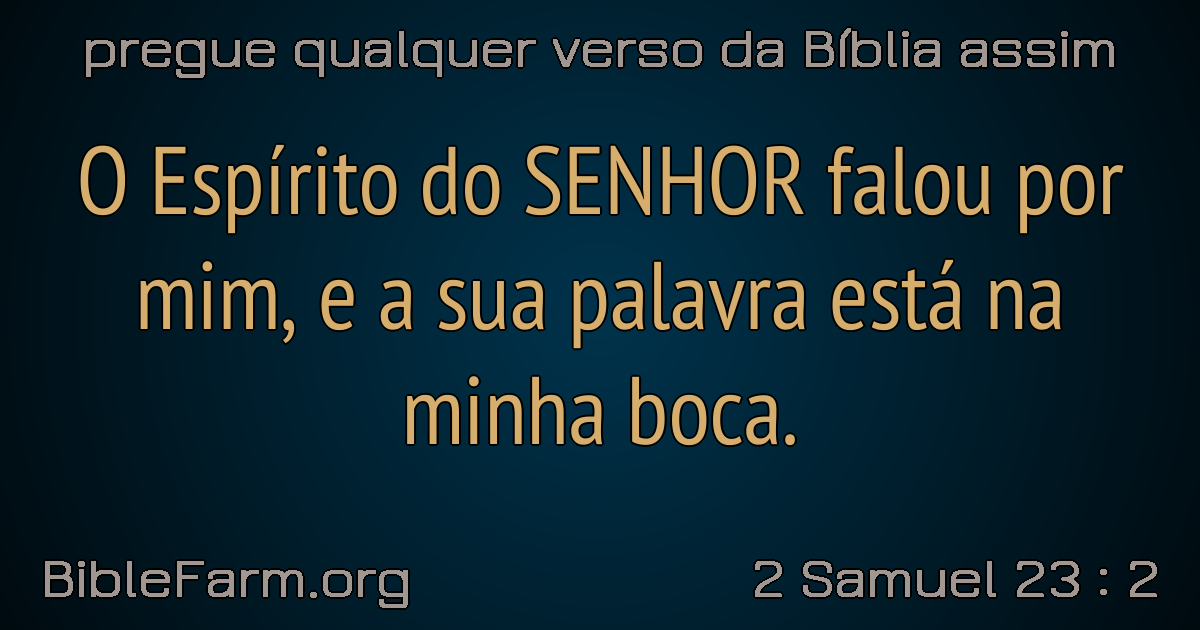 pregue qualquer verso da Bíblia assim
O Espírito do SENHOR falou por
mim, e a sua palavra está na
minha boca.
BibleFarm.org
2 Samuel 23 : 2